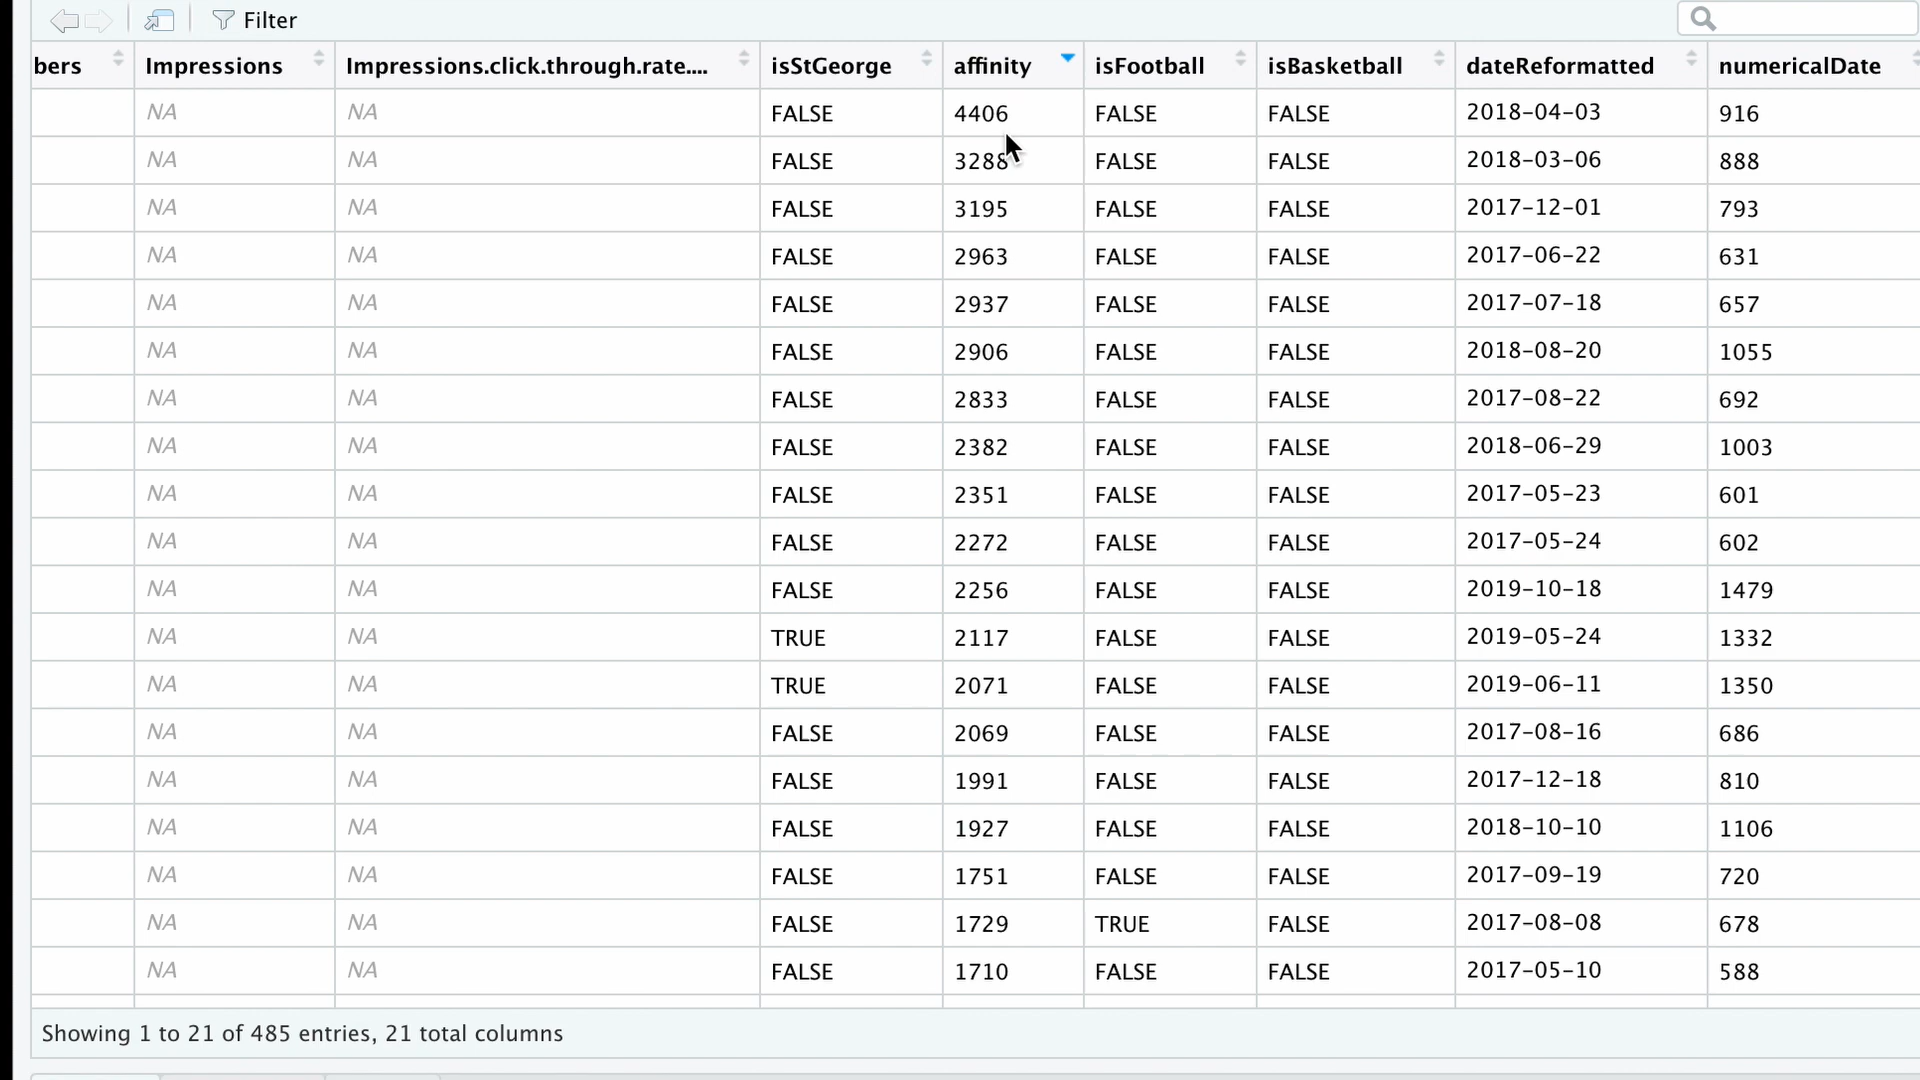 Filter
bers Impressions Impressions.click.through.rate.... isStGeorge affinity isFootball isBasketball dateReformatted numericalDate
NA NA FALSE 4406 FALSE FALSE 2018-04-03 916
NA NA FALSE 3288 FALSE FALSE 2018-03-06 888
NA NA FALSE 3195 FALSE FALSE 2017-12-01 793
NA NA FALSE 2963 FALSE FALSE 2017-06-22 631
NA NA FALSE 2937 FALSE FALSE 2017-07-18 657
NA NA FALSE 2906 FALSE FALSE 2018-08-20 1055
NA NA FALSE 2833 FALSE FALSE 2017-08-22 692
NA NA FALSE 2382 FALSE FALSE 2018-06-29 1003
NA NA FALSE 2351 FALSE FALSE 2017-05-23 601
NA NA FALSE 2272 FALSE FALSE 2017-05-24 602
NA NA FALSE 2256 FALSE FALSE 2019-10-18 1479
NA NA TRUE 2117 FALSE FALSE 2019-05-24 1332
NA NA TRUE 2071 FALSE FALSE 2019-06-11 1350
NA NA FALSE 2069 FALSE FALSE 2017-08-16 686
NA NA FALSE 1991 FALSE FALSE 2017-12-18 810
NA NA FALSE 1927 FALSE FALSE 2018-10-10 1106
NA NA FALSE 1751 FALSE FALSE 2017-09-19 720
NA NA FALSE 1729 TRUE FALSE 2017-08-08 678
NA NA FALSE 1710 FALSE FALSE 2017-05-10 588
Showing 1 to 21 of 485 entries, 21 total columns